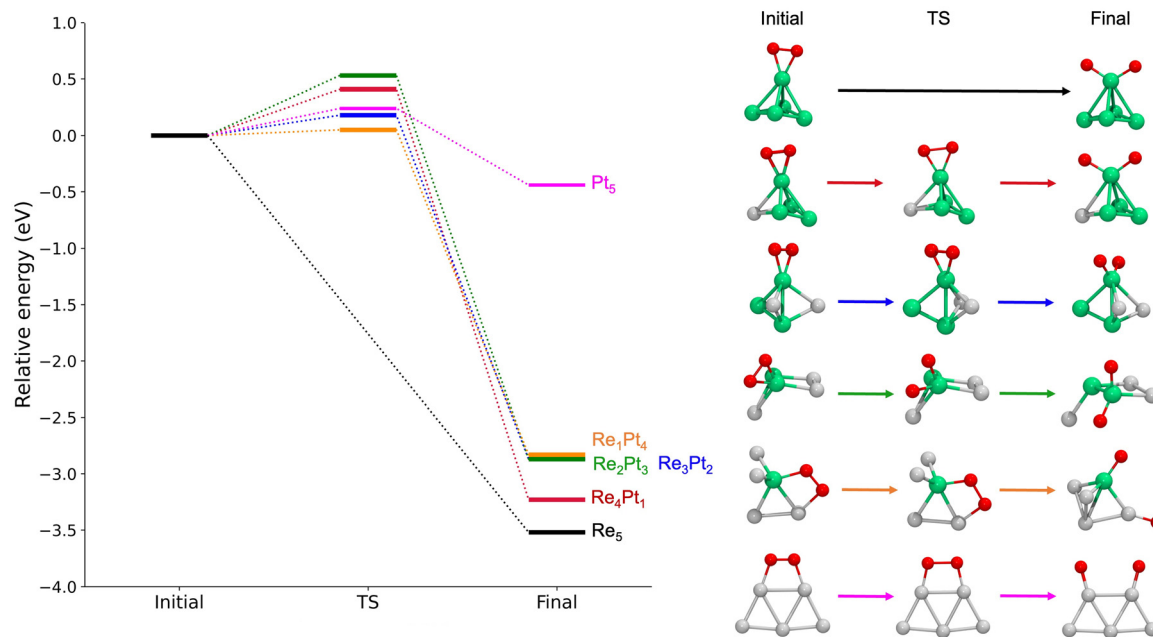 Initial TS Final
1.0
0.5
0.0
−0.5
−1.0
−1.5
−2.0
−2.5
−3.0
−3.5
−4.0
Relative energy (eV)
Pt₅
Re₁Pt₄
Re₂Pt₃ Re₃Pt₂
Re₄Pt₁
Re₅
Initial TS Final